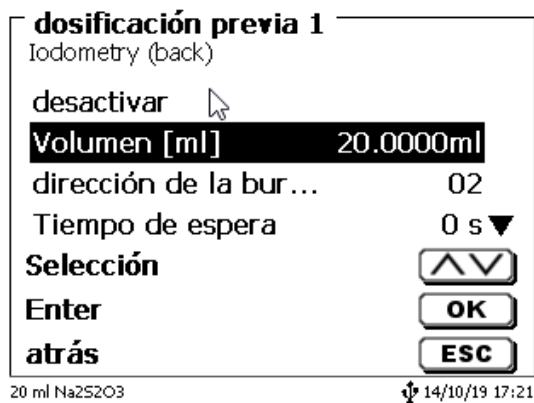 dosificación previa 1
Iodometry (back)
desactivar
Volumen [ml] 20.0000ml
dirección de la bur... 02
Tiempo de espera 0 s
Selección
Enter OK
atrás ESC
20 ml Na2S2O3 14/10/19 17:21